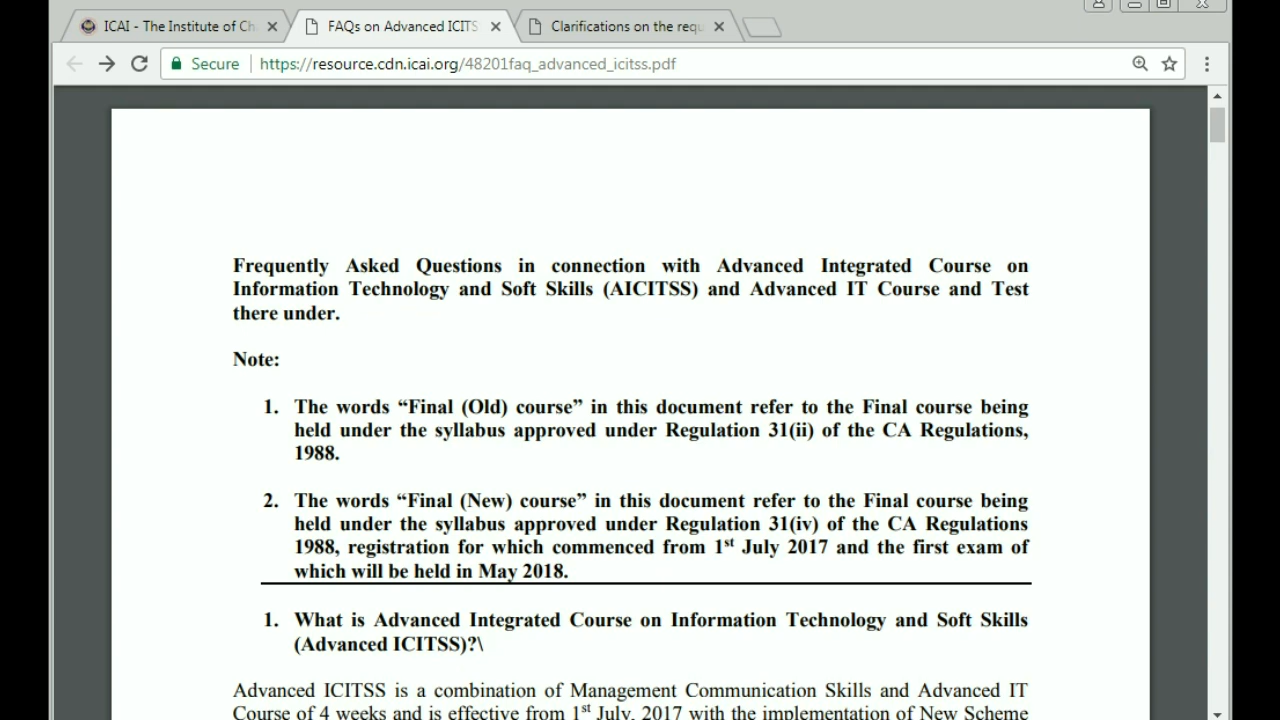 ICAI - The Institute of Ch
FAQs on Advanced ICITS
Clarifications on the requ
Secure
https://resource.cdn.icai.org/48201faq_advanced_icitss.pdf
Frequently Asked Questions in connection with Advanced Integrated Course on
Information Technology and Soft Skills (AICITSS) and Advanced IT Course and Test
there under.
Note:
1. The words “Final (Old) course” in this document refer to the Final course being
held under the syllabus approved under Regulation 31(ii) of the CA Regulations,
1988.
2. The words “Final (New) course” in this document refer to the Final course being
held under the syllabus approved under Regulation 31(iv) of the CA Regulations
1988, registration for which commenced from 1st July 2017 and the first exam of
which will be held in May 2018.
1. What is Advanced Integrated Course on Information Technology and Soft Skills
(Advanced ICITSS)?\
Advanced ICITSS is a combination of Management Communication Skills and Advanced IT
Course of 4 weeks and is effective from 1st July, 2017 with the implementation of New Scheme